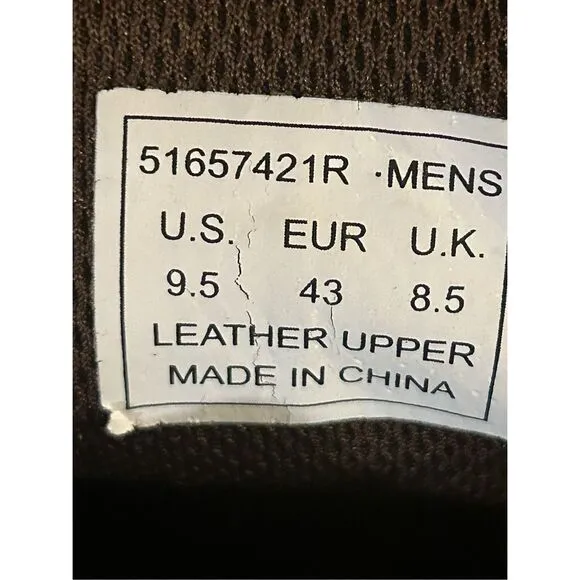 51657421R ·MENS
U.S. EUR U.K.
9.5 43 8.5
LEATHER UPPER
MADE IN CHINA